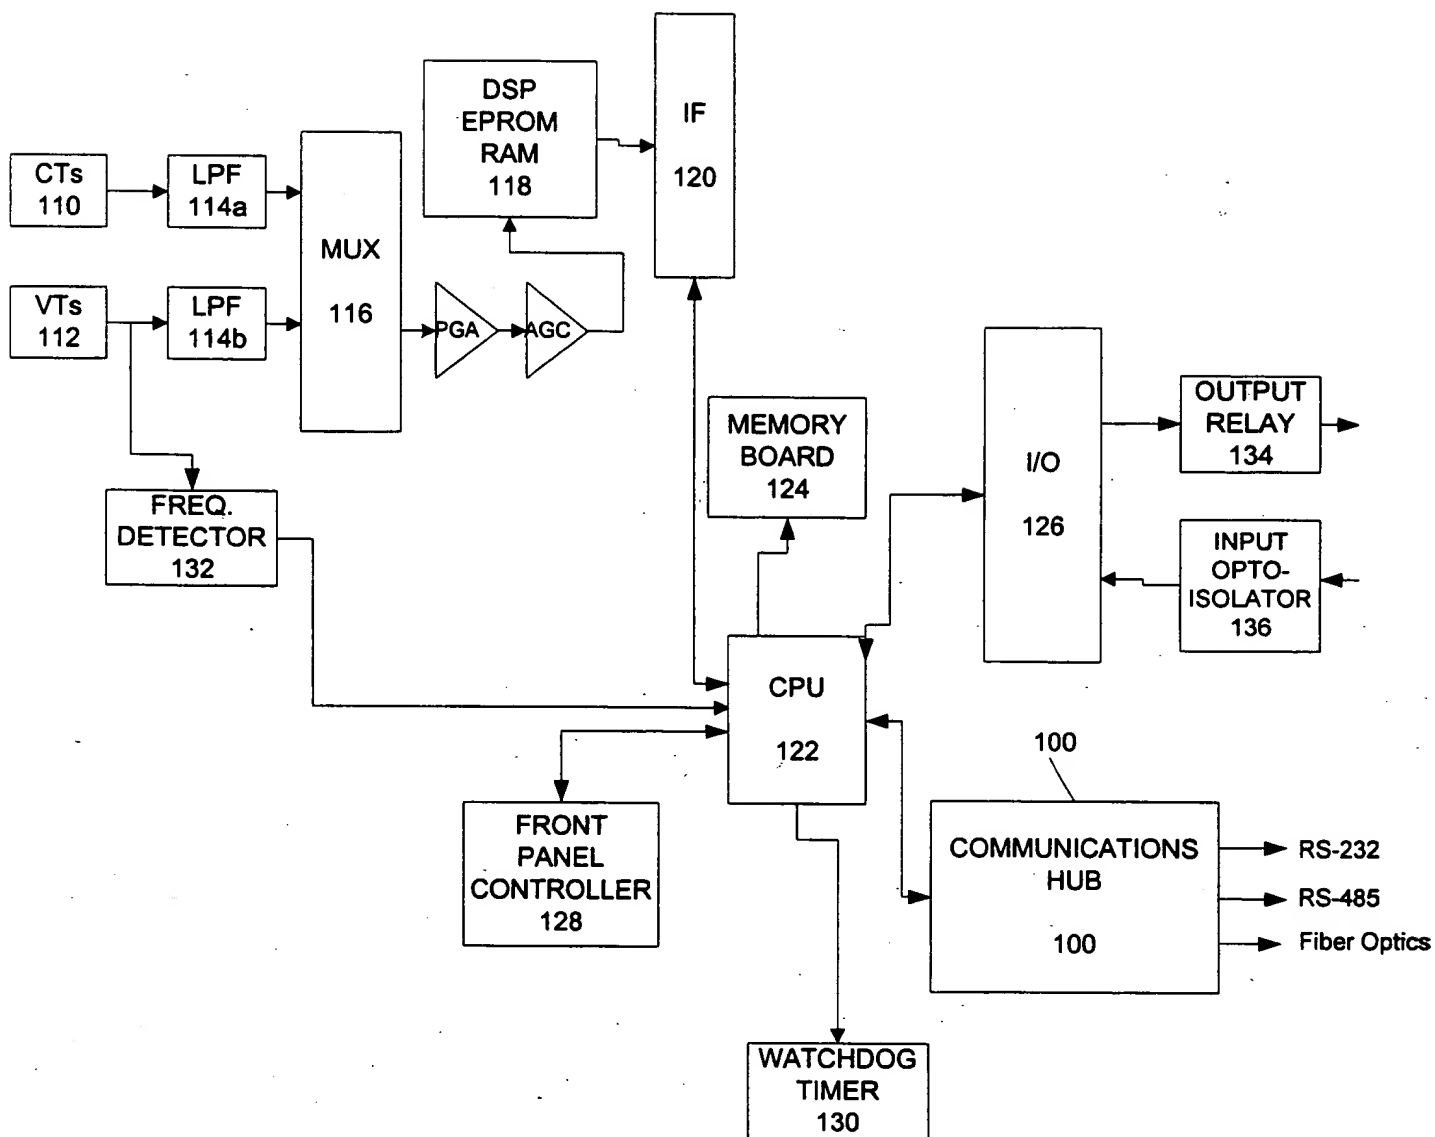 DSP
EPROM
RAM
118
IF
120
CTs
110
LPF
114a
MUX
116
VTs
112
LPF
114b
PGA
AGC
FREQ.
DETECTOR
132
MEMORY
BOARD
124
I/O
126
OUTPUT
RELAY
134
INPUT
OPTO-
ISOLATOR
136
CPU
122
FRONT
PANEL
CONTROLLER
128
100
COMMUNICATIONS
HUB
100
RS-232
RS-485
Fiber Optics
WATCHDOG
TIMER
130